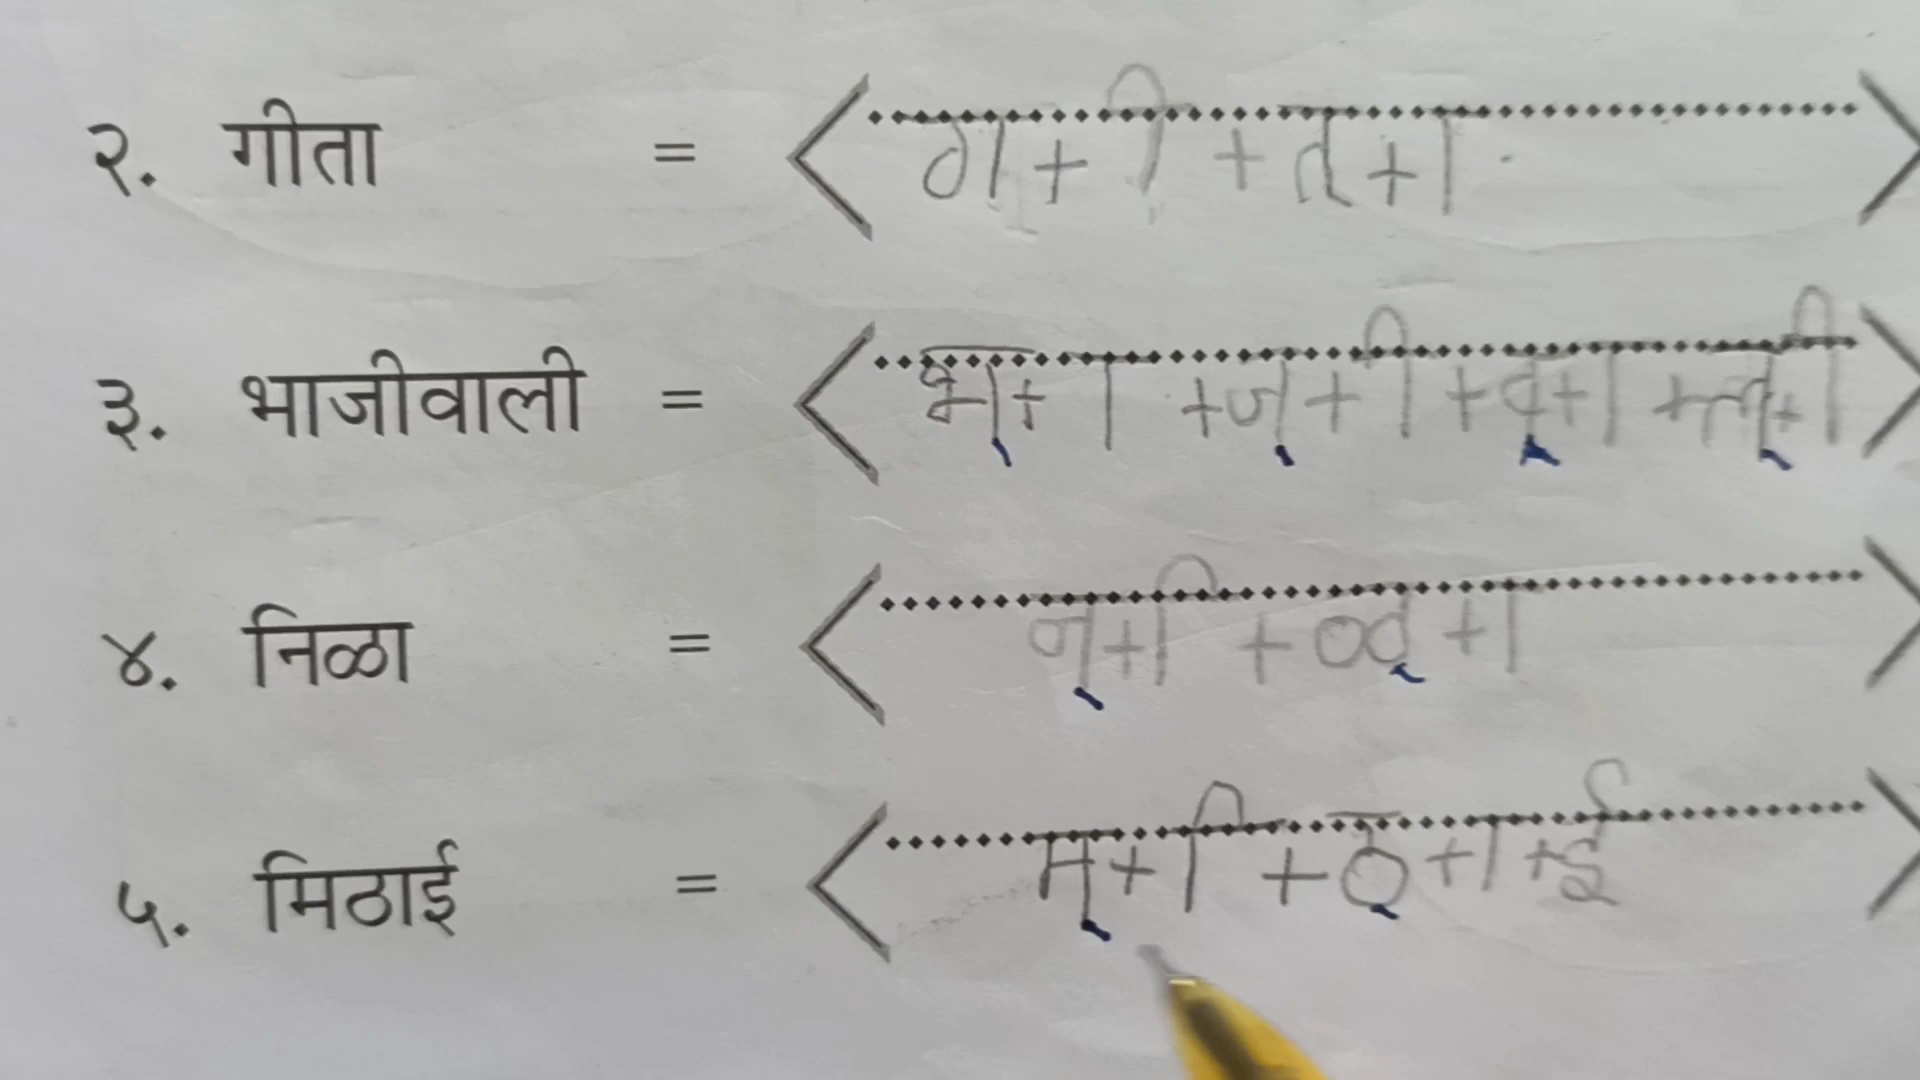 २. गीता = < ग + ी + त + ा >
३. भाजीवाली = < भ् + ा + ज् + ी + व् + ा + ल् + ी >
४. निळा = < न् + ि + ळ् + ा >
५. मिठाई = < म् + ि + ठ् + ा + ई >